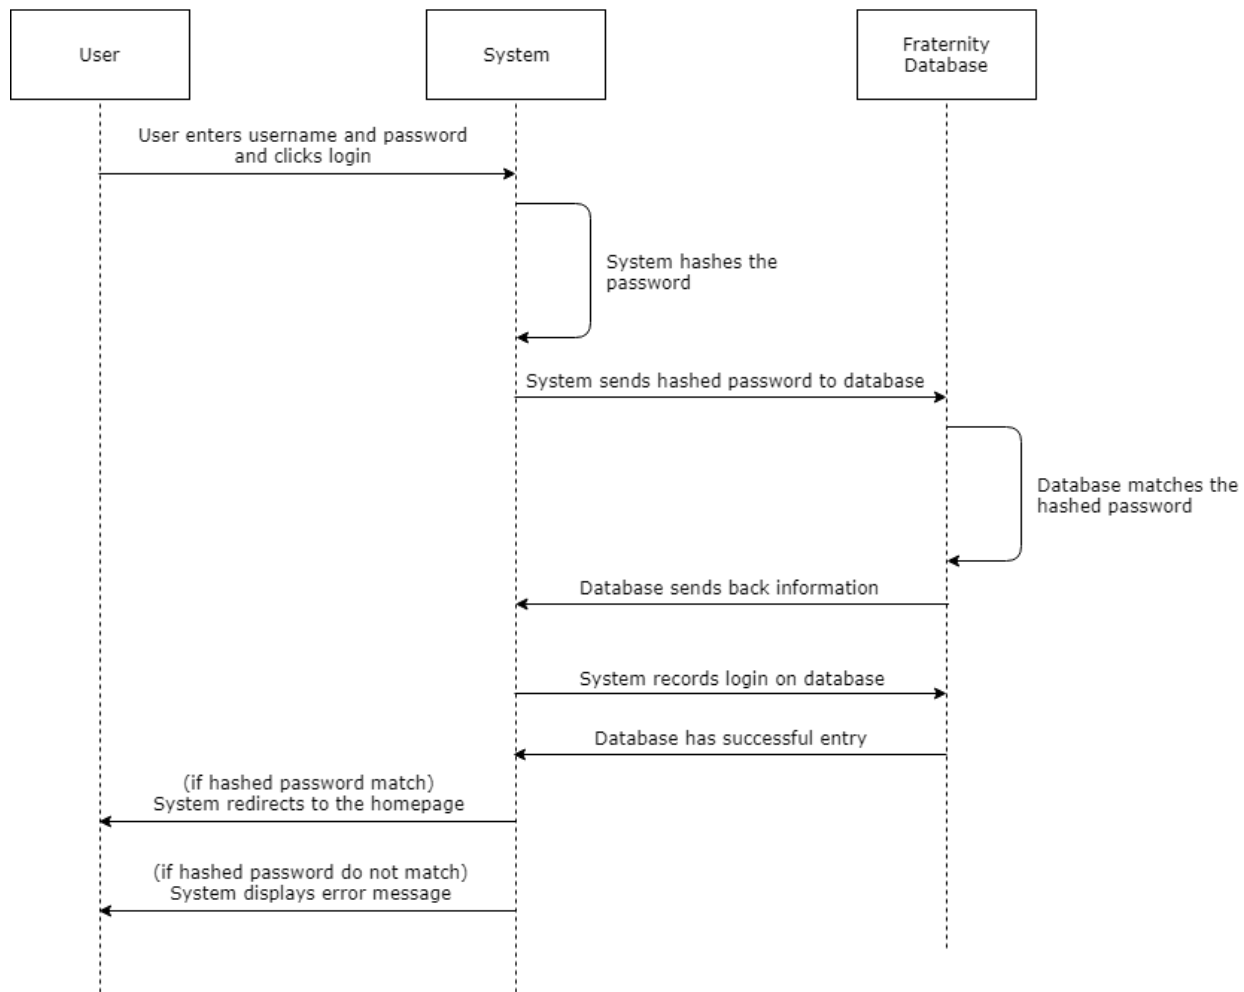 User
System
Fraternity
Database
User enters username and password
and clicks login
System hashes the
password
System sends hashed password to database
Database matches the
hashed password
Database sends back information
System records login on database
Database has successful entry
(if hashed password match)
System redirects to the homepage
(if hashed password do not match)
System displays error message